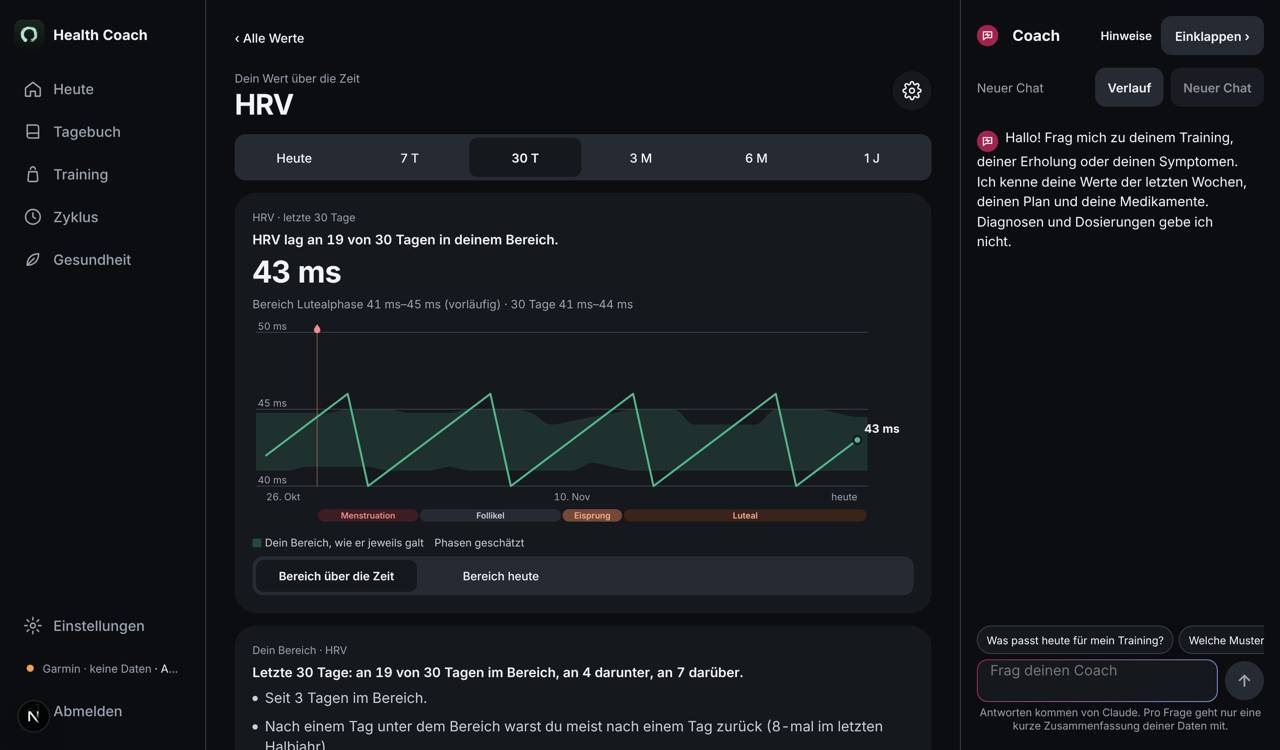 Health Coach
Heute
Tagebuch
Training
Zyklus
Gesundheit
Einstellungen
Garmin · keine Daten · A...
N
Abmelden
‹ Alle Werte
Dein Wert über die Zeit
HRV
Heute
7 T
30 T
3 M
6 M
1 J
HRV · letzte 30 Tage
HRV lag an 19 von 30 Tagen in deinem Bereich.
43 ms
Bereich Lutealphase 41 ms–45 ms (vorläufig) · 30 Tage 41 ms–44 ms
50 ms
45 ms
43 ms
40 ms
26. Okt
10. Nov
heute
Menstruation
Follikel
Eisprung
Luteal
Dein Bereich, wie er jeweils galt
Phasen geschätzt
Bereich über die Zeit
Bereich heute
Dein Bereich · HRV
Letzte 30 Tage: an 19 von 30 Tagen im Bereich, an 4 darunter, an 7 darüber.
• Seit 3 Tagen im Bereich.
• Nach einem Tag unter dem Bereich warst du meist nach einem Tag zurück (8-mal im letzten
Halbjahr)
Coach
Hinweise
Einklappen ›
Neuer Chat
Verlauf
Neuer Chat
Hallo! Frag mich zu deinem Training,
deiner Erholung oder deinen Symptomen.
Ich kenne deine Werte der letzten Wochen,
deinen Plan und deine Medikamente.
Diagnosen und Dosierungen gebe ich
nicht.
Was passt heute für mein Training?
Welche Muster
Frag deinen Coach
Antworten kommen von Claude. Pro Frage geht nur eine
kurze Zusammenfassung deiner Daten mit.